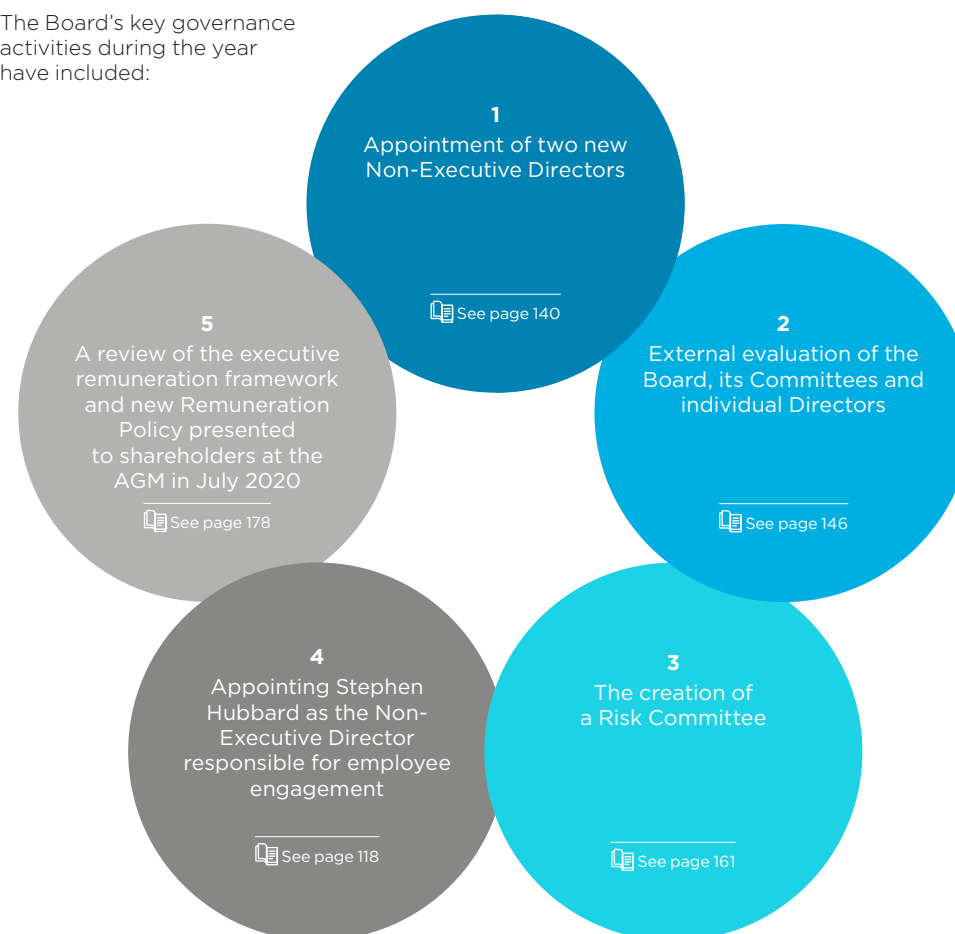 The Board's key governance
activities during the year
have included:
1
Appointment of two new
Non-Executive Directors
See page 140
2
External evaluation of the
Board, its Committees and
individual Directors
See page 146
3
The creation of
a Risk Committee
See page 161
4
Appointing Stephen
Hubbard as the Non-
Executive Director
responsible for employee
engagement
See page 118
5
A review of the executive
remuneration framework
and new Remuneration
Policy presented
to shareholders at the
AGM in July 2020
See page 178